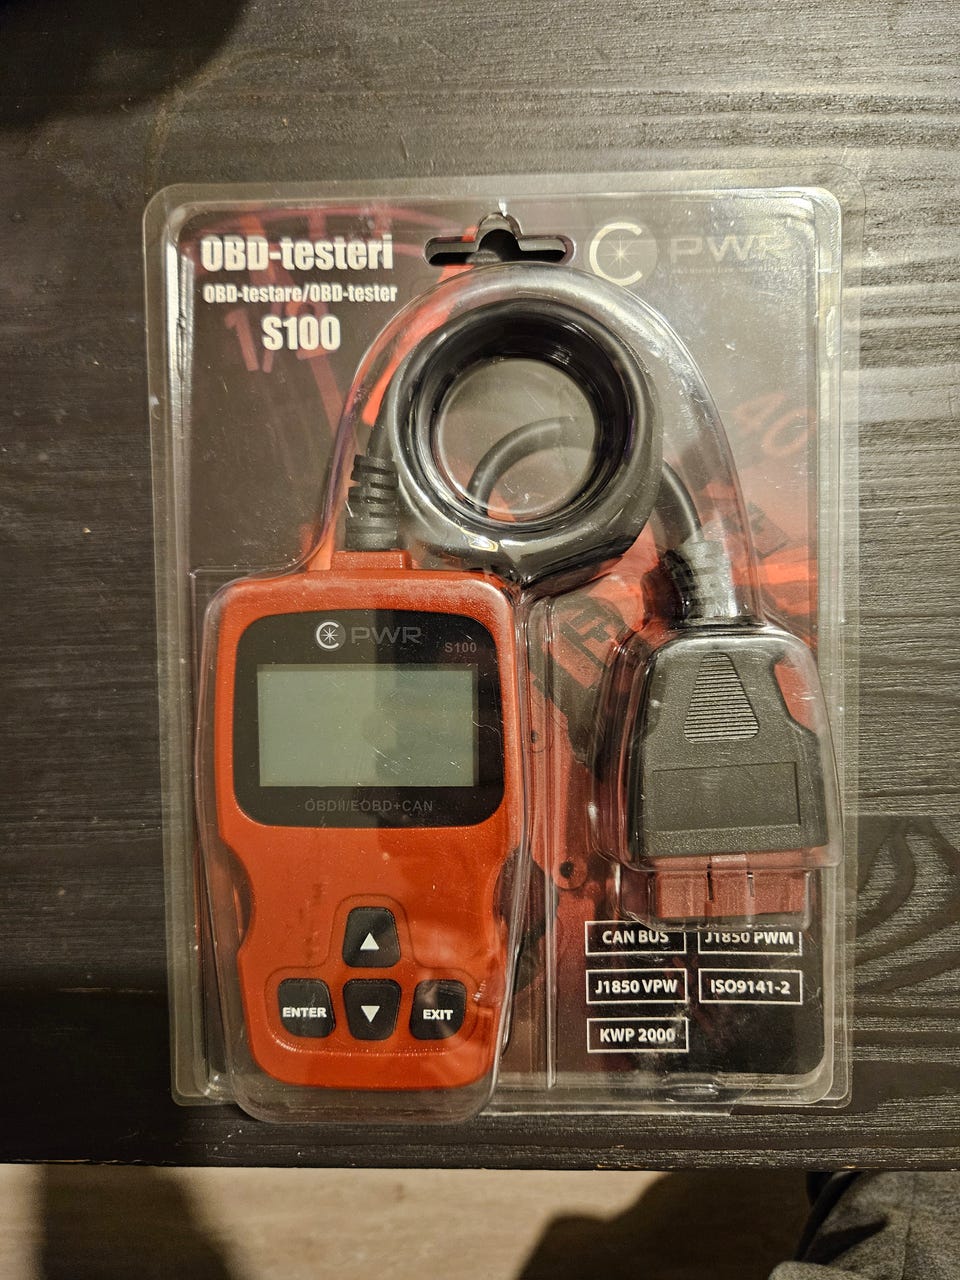 OBD-testeri
OBD-testare/OBD-tester
S100
C PWR
C PWR
S100
OBDII/EOBD+CAN
ENTER
EXIT
CAN BUS
J1850 PWM
J1850 VPW
ISO9141-2
KWP 2000